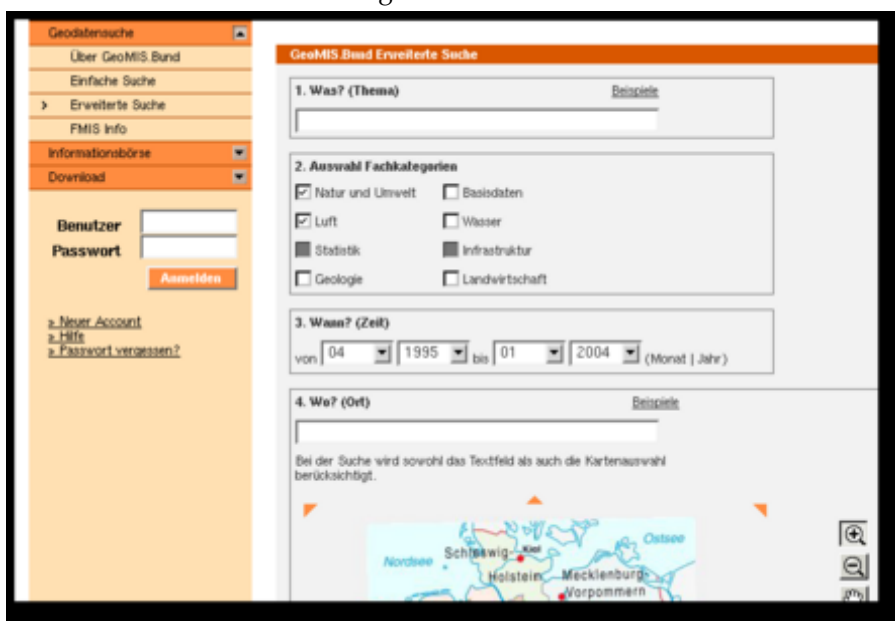 Geodatensuche
Über GeoMIS.Bund
Einfache Suche
Erweiterte Suche
FMIS Info
Informationsbörse
Download
Benutzer
Passwort
Anmelden
» Neuer Account
» Hilfe
» Passwort vergessen?
GeoMIS.Bund Erweiterte Suche
1. Was? (Thema) Beispiele
2. Auswahl Fachkategorien
Natur und Umwelt Basisdaten
Luft Wasser
Statistik Infrastruktur
Geologie Landwirtschaft
3. Wann? (Zeit)
von 04 1995 bis 01 2004 (Monat | Jahr)
4. Wo? (Ort) Beispiele
Bei der Suche wird sowohl das Textfeld als auch die Kartenauswahl
berücksichtigt.
Ostsee
Nordsee Schleswig- Kiel
Holstein Mecklenburg-
Vorpommern